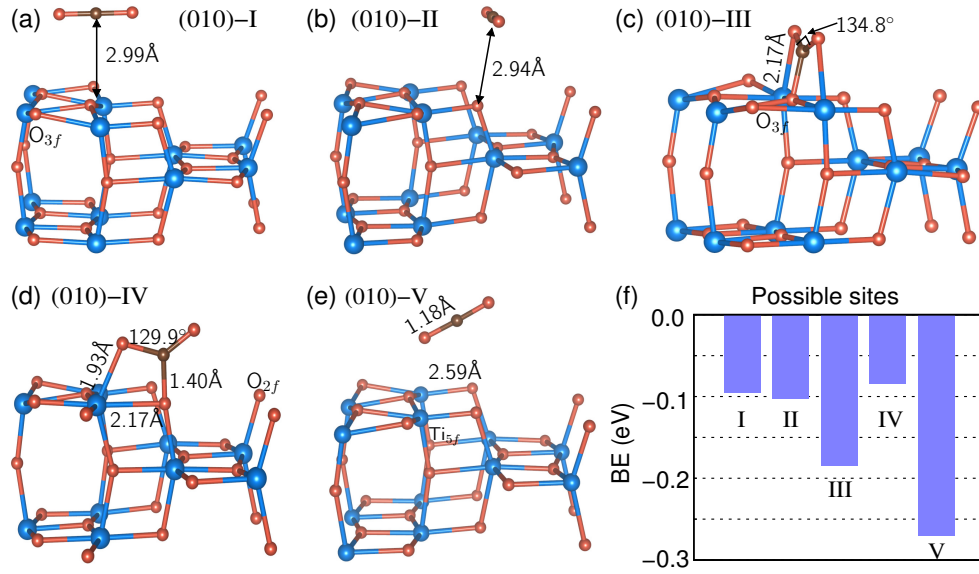 (a) (010)−I
2.99Å
O3f
(b) (010)−II
2.94Å
(c) (010)−III
134.8°
2.17Å
O3f
(d) (010)−IV
129.9°
1.93Å
1.40Å
O2f
2.17Å
(e) (010)−V
1.18Å
2.59Å
Ti5f
(f) Possible sites
0.0
−0.1
−0.2
−0.3
BE (eV)
I
II
III
IV
V